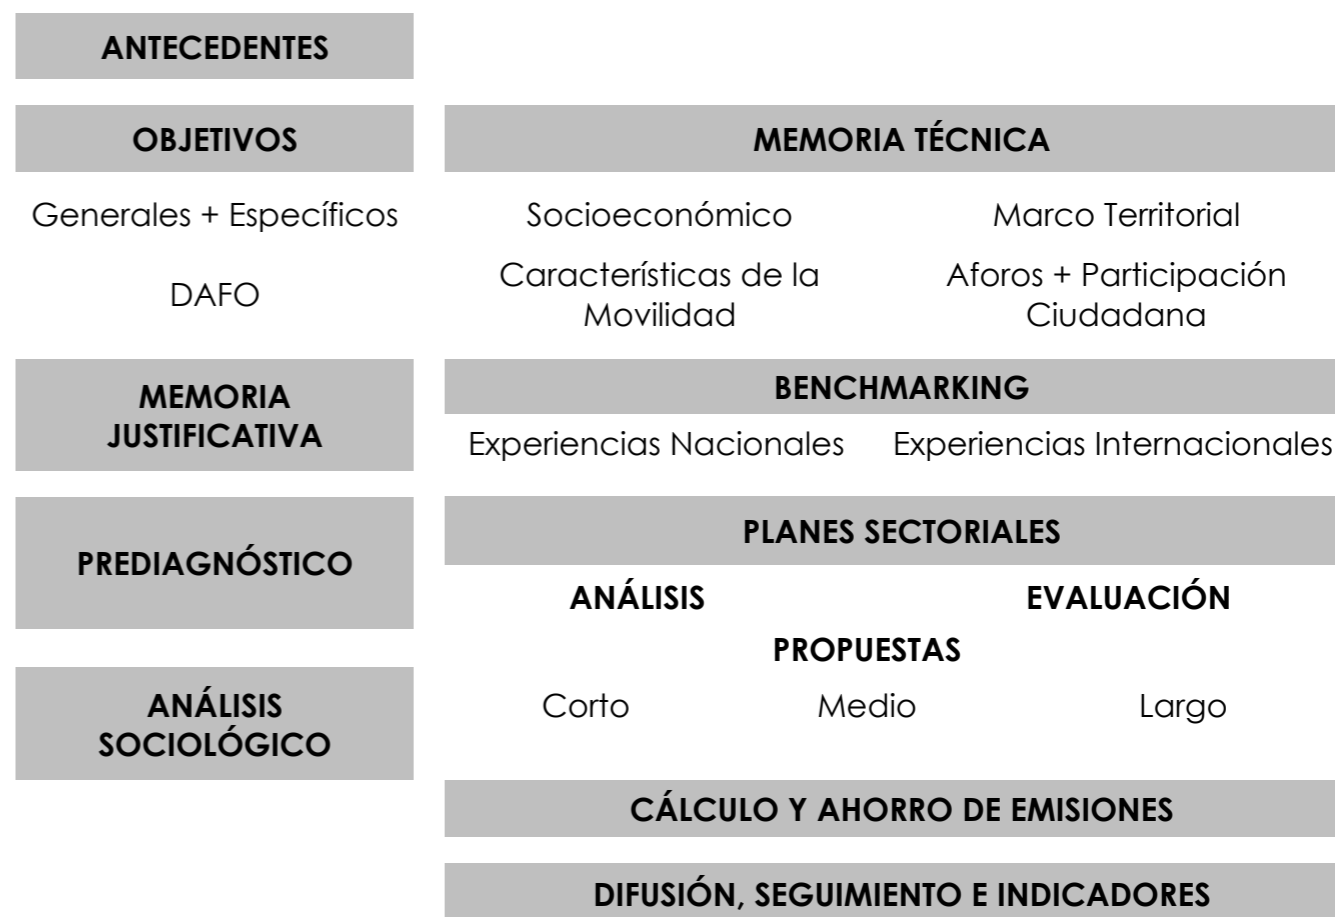 ANTECEDENTES
OBJETIVOS
Generales + Específicos
DAFO
MEMORIA
JUSTIFICATIVA
PREDIAGNÓSTICO
ANÁLISIS
SOCIOLÓGICO
MEMORIA TÉCNICA
Socioeconómico
Marco Territorial
Características de la
Movilidad
Aforos + Participación
Ciudadana
BENCHMARKING
Experiencias Nacionales
Experiencias Internacionales
PLANES SECTORIALES
ANÁLISIS
EVALUACIÓN
PROPUESTAS
Corto
Medio
Largo
CÁLCULO Y AHORRO DE EMISIONES
DIFUSIÓN, SEGUIMIENTO E INDICADORES